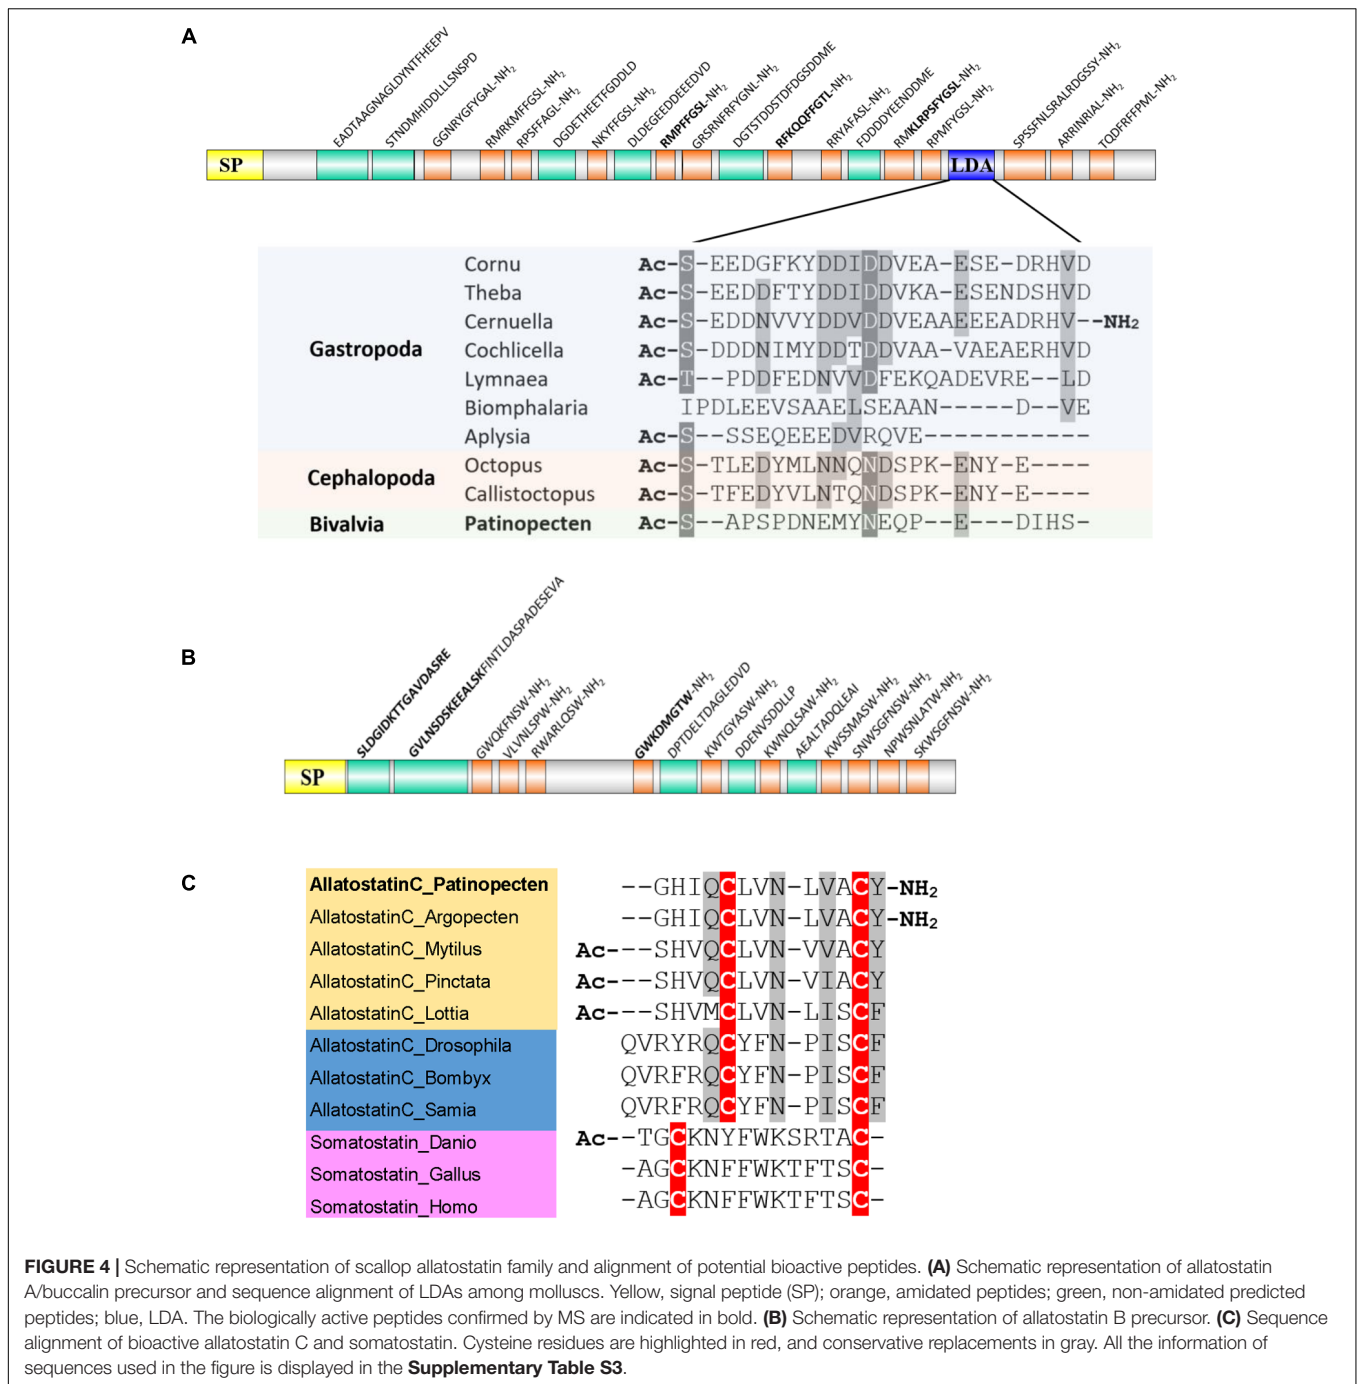 A
EADTAAGNAGLDYNTFHEEPV
STNDMHIDDLLLSNSPD
GGNRYGFYGAL-NH2
RMRKMFFGSL-NH2
RPSFFAGL-NH2
DGDETHEETFGDDLD
NKYFFGSL-NH2
DLDEGEDDEEDVD
RMPFFGSL-NH2
GRSRNFRFYGNL-NH2
DGTSTDDSTDFDGSDDME
RFKQQFFGTL-NH2
RRYAFASL-NH2
FDDDDYEENDDME
RMKLRPSFYGSL-NH2
RPMFYGSL-NH2
SPSSFNLSRALRDGSSY-NH2
ARRINRIAL-NH2
TQDFRFFPML-NH2
SP
LDA
Gastropoda
Cornu Ac-S-EEDGFKYDDIDDVEA-ESE-DRHVD
Theba Ac-S-EEDDFTYDDIDDVKA-ESENDSHVD
Cernuella Ac-S-EDDNVVYDDVDDVEAAEEEADRHV--NH2
Cochlicella Ac-S-DDDNIMYDDTDDVAA-VAEAERHVD
Lymnaea Ac-T--PDDFEDNVVDFEKQADEVRE--LD
Biomphalaria IPDLEEVSAAELSEAAN-----D--VE
Aplysia Ac-S--SSEQEEEDVRQVE-----------
Cephalopoda
Octopus Ac-S-TLEDYMLNNQNDSPK-ENY-E----
Callistoctopus Ac-S-TFEDYVLNTQNDSPK-ENY-E----
Bivalvia Patinopecten Ac-S--APSPDNEMYNEQP--E---DIHS-
B
SLDGIDKTTGAVDASRE
GVLNSDSKEEALSKFINTLDASPADESEVA
GWQKFNSW-NH2
VLVNLSPW-NH2
RWARLQSW-NH2
GWKDMGTW-NH2
DPTDELTDAGLEDVD
KWTGYASW-NH2
DDENVSDDLLP
KWNQLSAW-NH2
AEALTADQLEAI
KWSSMASW-NH2
SNWSGFNSW-NH2
NPWSNLATW-NH2
SKWSGFNSW-NH2
SP
C
AllatostatinC_Patinopecten --GHIQCLVN-LVACY-NH2
AllatostatinC_Argopecten --GHIQCLVN-LVACY-NH2
AllatostatinC_Mytilus Ac---SHVQCLVN-VVACY
AllatostatinC_Pinctata Ac---SHVQCLVN-VIACY
AllatostatinC_Lottia Ac---SHVMCLVN-LISCF
AllatostatinC_Drosophila QVRYRQCYFN-PISCF
AllatostatinC_Bombyx QVRFRQCYFN-PISCF
AllatostatinC_Samia QVRFRQCYFN-PISCF
Somatostatin_Danio Ac--TGCKNYFWKSRTAC-
Somatostatin_Gallus -AGCKNFFWKTFTSC-
Somatostatin_Homo -AGCKNFFWKTFTSC-
FIGURE 4 | Schematic representation of scallop allatostatin family and alignment of potential bioactive peptides. (A) Schematic representation of allatostatin
A/buccalin precursor and sequence alignment of LDAs among molluscs. Yellow, signal peptide (SP); orange, amidated peptides; green, non-amidated predicted
peptides; blue, LDA. The biologically active peptides confirmed by MS are indicated in bold. (B) Schematic representation of allatostatin B precursor. (C) Sequence
alignment of bioactive allatostatin C and somatostatin. Cysteine residues are highlighted in red, and conservative replacements in gray. All the information of
sequences used in the figure is displayed in the Supplementary Table S3.